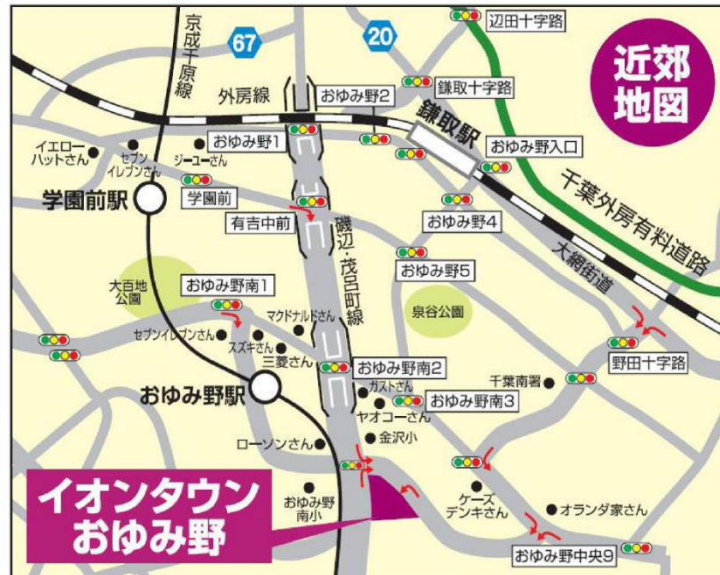 京成千原線
67
20
辺田十字路
近郊
地図
外房線
おゆみ野2
鎌取十字路
鎌取駅
イエロー
ハットさん
セブン
イレブンさん
ジーユーさん
おゆみ野1
おゆみ野入口
学園前駅
学園前
有吉中前
おゆみ野4
千葉外房有料道路
大網街道
磯辺・茂呂町線
おゆみ野5
大百池
公園
おゆみ野南1
泉谷公園
マクドナルドさん
セブンイレブンさん
スズキさん
三菱さん
おゆみ野南2
野田十字路
おゆみ野駅
ガストさん
千葉南署
おゆみ野南3
ヤオコーさん
ローソンさん
金沢小
イオンタウン
おゆみ野
おゆみ野
南小
ケーズ
デンキさん
オランダ家さん
おゆみ野中央9